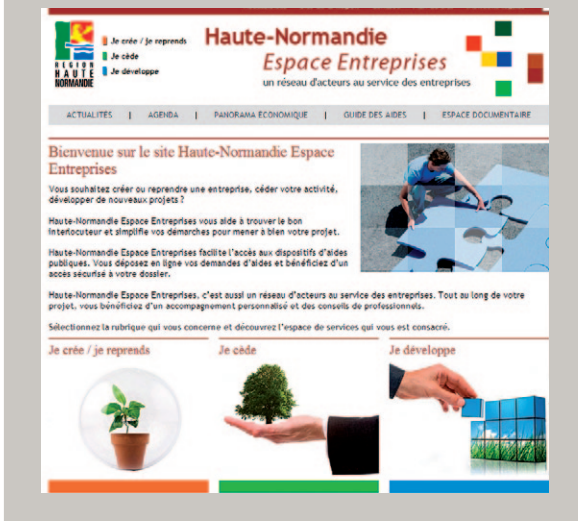 Je crée / je reprends
Je cède
Je développe
REGION
HAUTE
NORMANDIE
Haute-Normandie
Espace Entreprises
un réseau d'acteurs au service des entreprises
ACTUALITÉS | AGENDA | PANORAMA ÉCONOMIQUE | GUIDE DES AIDES | ESPACE DOCUMENTAIRE
Bienvenue sur le site Haute-Normandie Espace
Entreprises
Vous souhaitez créer ou reprendre une entreprise, céder votre activité,
développer de nouveaux projets ?
Haute-Normandie Espace Entreprises vous aide à trouver le bon
interlocuteur et simplifie vos démarches pour mener à bien votre projet.
Haute-Normandie Espace Entreprises facilite l'accès aux dispositifs d'aides
publiques. Vous déposez en ligne vos demandes d'aides et bénéficiez d'un
accès sécurisé à votre dossier.
Haute-Normandie Espace Entreprises, c'est aussi un réseau d'acteurs au service des entreprises. Tout au long de votre
projet, vous bénéficiez d'un accompagnement personnalisé et des conseils de professionnels.
Sélectionnez la rubrique qui vous concerne et découvrez l'espace de services qui vous est consacré.
Je crée / je reprends
Je cède
Je développe